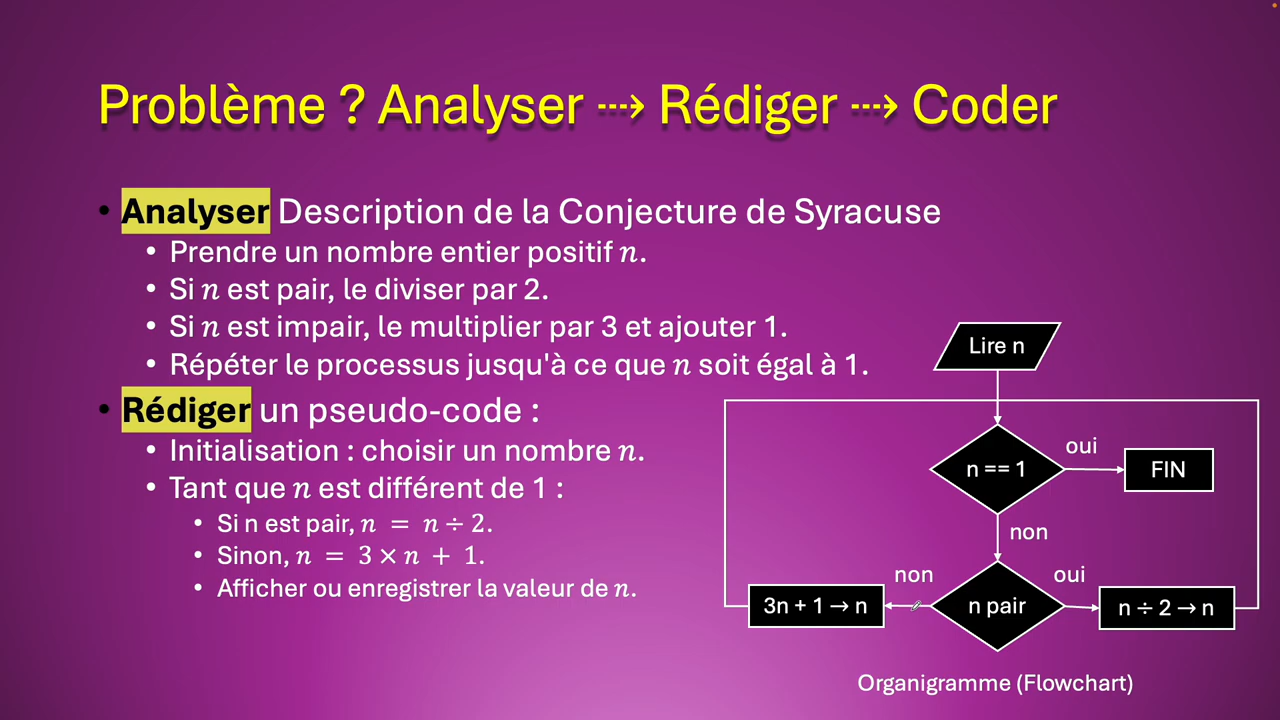 Problème ? Analyser ⤏ Rédiger ⤏ Coder
• Analyser Description de la Conjecture de Syracuse
• Prendre un nombre entier positif n.
• Si n est pair, le diviser par 2.
• Si n est impair, le multiplier par 3 et ajouter 1.
• Répéter le processus jusqu'à ce que n soit égal à 1.
• Rédiger un pseudo-code :
• Initialisation : choisir un nombre n.
• Tant que n est différent de 1 :
• Si n est pair, n = n ÷ 2.
• Sinon, n = 3 × n + 1.
• Afficher ou enregistrer la valeur de n.
Lire n
n == 1
oui
FIN
non
n pair
non
oui
3n + 1 → n
n ÷ 2 → n
Organigramme (Flowchart)